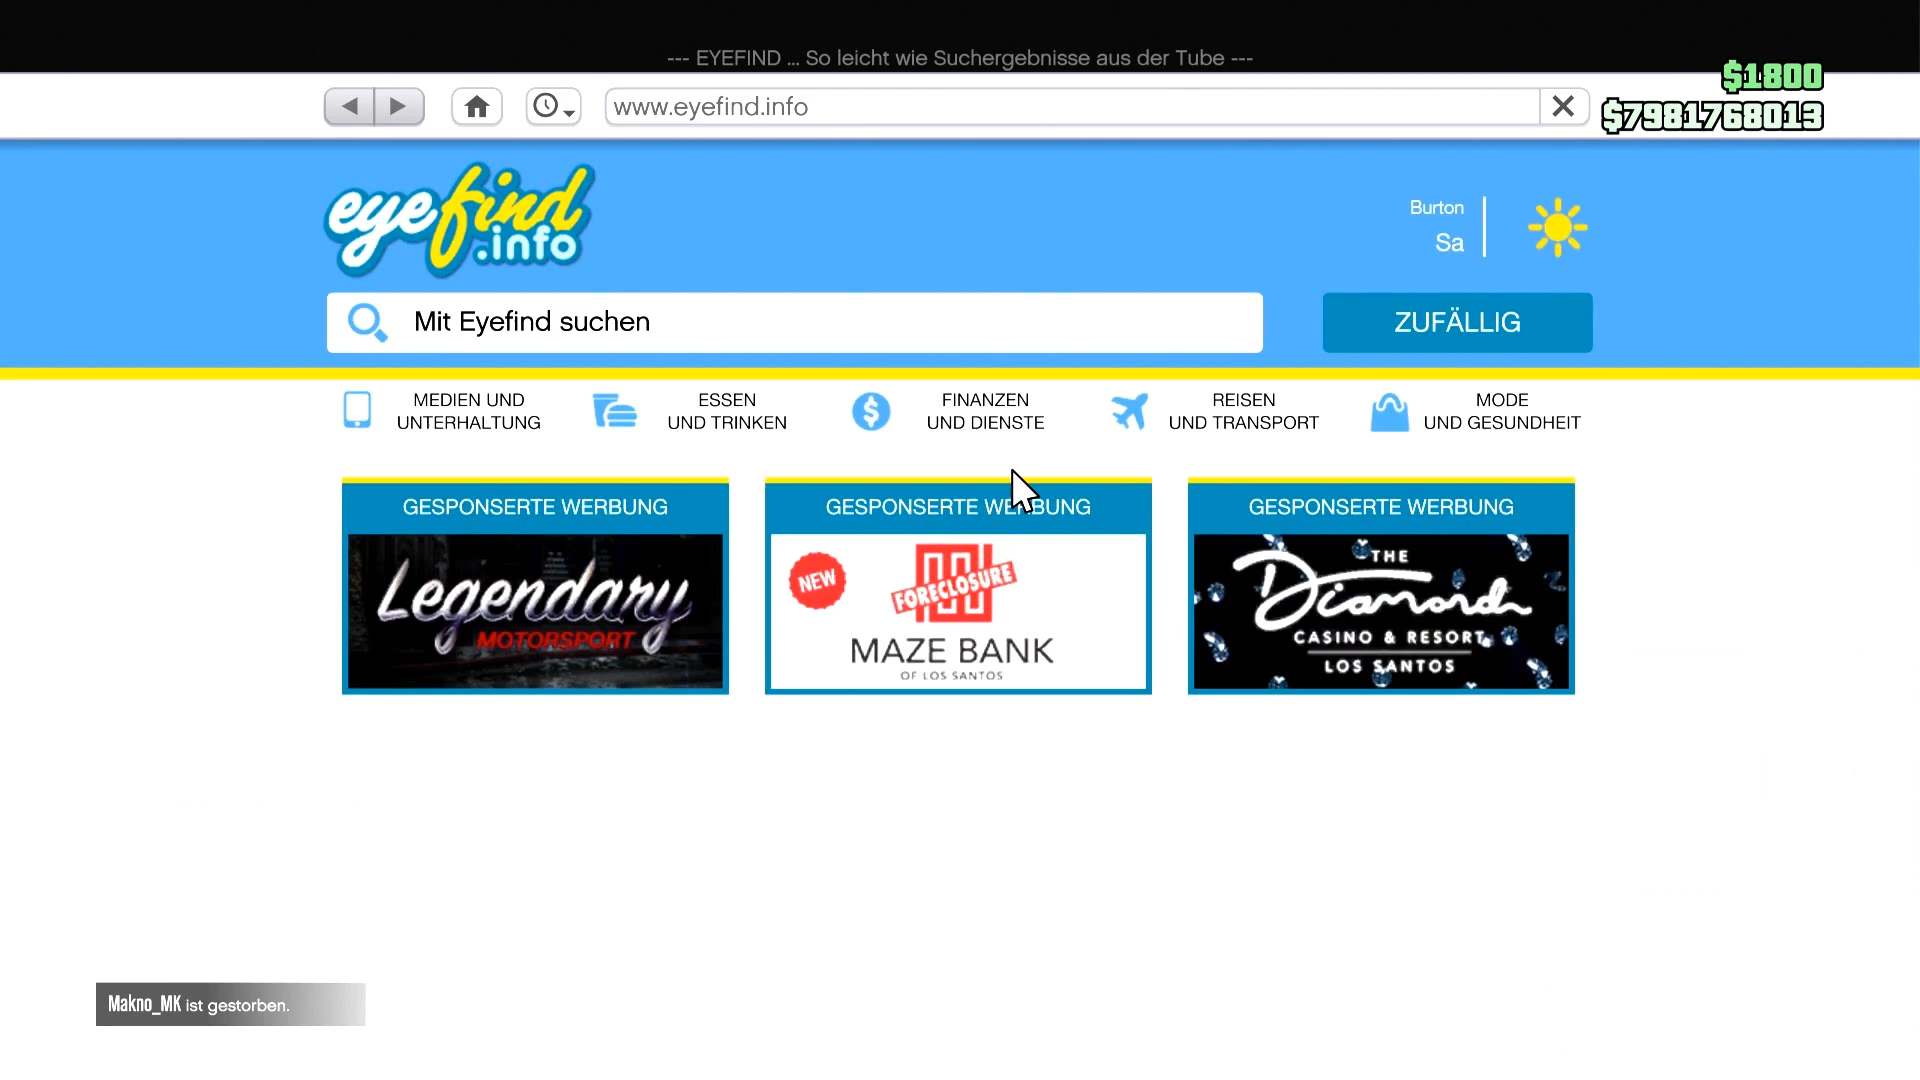 --- EYEFIND ... So leicht wie Suchergebnisse aus der Tube ---
$1800
www.eyefind.info
$7981768013
eyefind
.info
Burton
Sa
Mit Eyefind suchen
ZUFÄLLIG
MEDIEN UND
UNTERHALTUNG
ESSEN
UND TRINKEN
FINANZEN
UND DIENSTE
REISEN
UND TRANSPORT
MODE
UND GESUNDHEIT
GESPONSERTE WERBUNG
Legendary
MOTORSPORT
GESPONSERTE WERBUNG
NEW
FORECLOSURE
MAZE BANK
OF LOS SANTOS
GESPONSERTE WERBUNG
THE
Diamond
CASINO & RESORT
LOS SANTOS
Makno_MK ist gestorben.